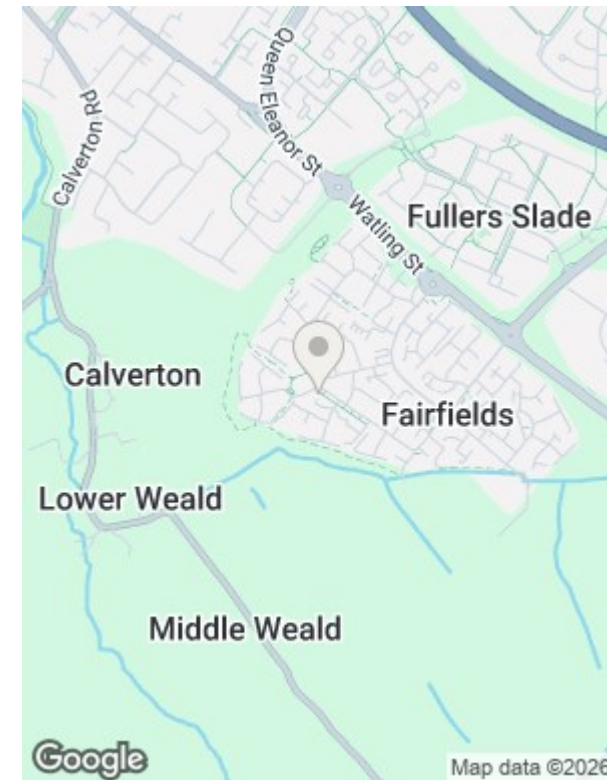 Queen Eleanor St
Calverton Rd
Watling St
Fullers Slade
Calverton
Fairfields
Lower Weald
Middle Weald
Google
Map data ©2026